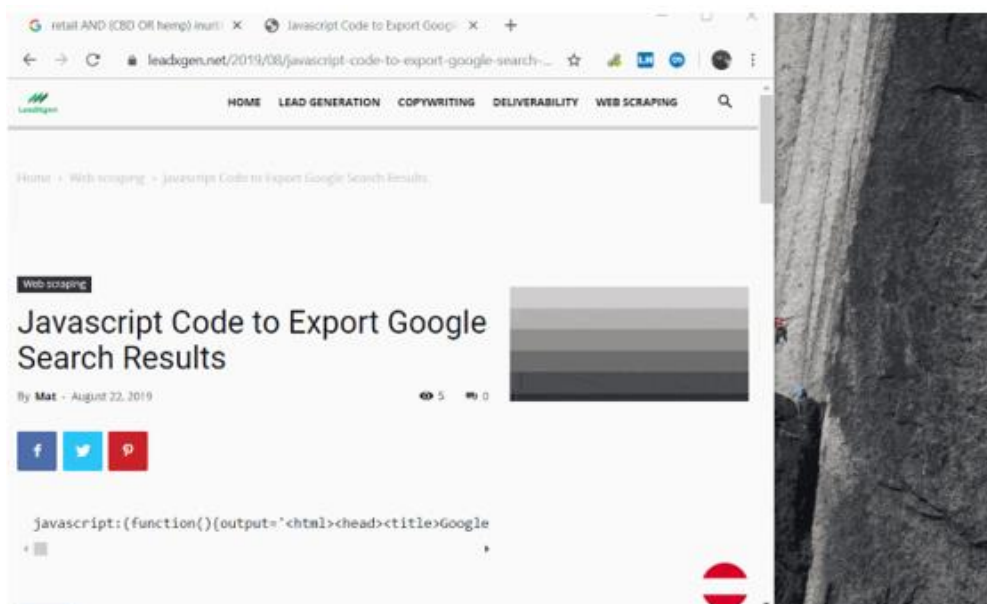 retail AND (CBD OR hemp) inurl:
Javascript Code to Export Googl
leadxgen.net/2019/08/javascript-code-to-export-google-search-...
LeadXgen
HOME LEAD GENERATION COPYWRITING DELIVERABILITY WEB SCRAPING
Home Web scraping Javascript Code to Export Google Search Results
Web scraping
Javascript Code to Export Google
Search Results
By Mat - August 22, 2019 5 0
javascript:(function(){output='<html><head><title>Google